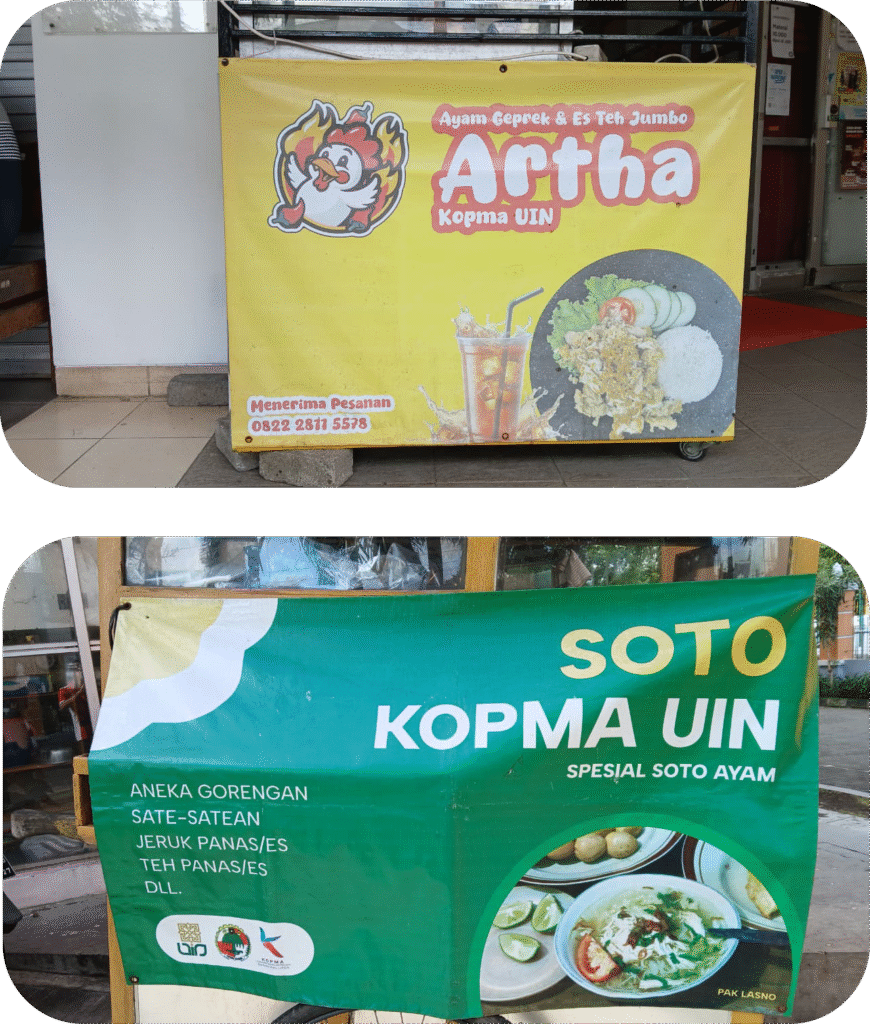 Ayam Geprek & Es Teh Jumbo
Artha
Kopma UIN
Menerima Pesanan
0822 2811 5578
SOTO
KOPMA UIN
SPESIAL SOTO AYAM
ANEKA GORENGAN
SATE-SATEAN
JERUK PANAS/ES
TEH PANAS/ES
DLL.
KOPMA
PAK LASNO